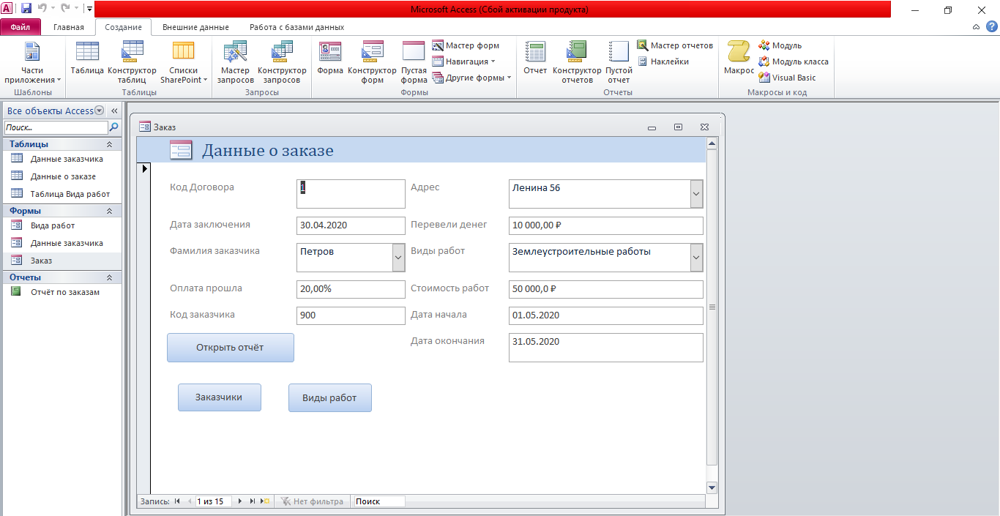 Microsoft Access (Сбой активации продукта)
Файл Главная Создание Внешние данные Работа с базами данных
Части приложения
Шаблоны
Таблица
Конструктор таблиц
Списки SharePoint
Таблицы
Мастер запросов
Конструктор запросов
Запросы
Форма
Конструктор форм
Пустая форма
Мастер форм
Навигация
Другие формы
Формы
Отчет
Конструктор отчетов
Пустой отчет
Мастер отчетов
Наклейки
Отчеты
Макрос
Модуль
Модуль класса
Visual Basic
Макросы и код
Все объекты Access
Поиск...
Таблицы
Данные заказчика
Данные о заказе
Таблица Вида работ
Формы
Вида работ
Данные заказчика
Заказ
Отчеты
Отчёт по заказам
Заказ
Данные о заказе
Код Договора 1 Адрес Ленина 56
Дата заключения 30.04.2020 Перевели денег 10 000,00 ₽
Фамилия заказчика Петров Виды работ Землеустроительные работы
Оплата прошла 20,00% Стоимость работ 50 000,0 ₽
Код заказчика 900 Дата начала 01.05.2020
Открыть отчёт Дата окончания 31.05.2020
Заказчики Виды работ
Запись: 1 из 15 Нет фильтра Поиск